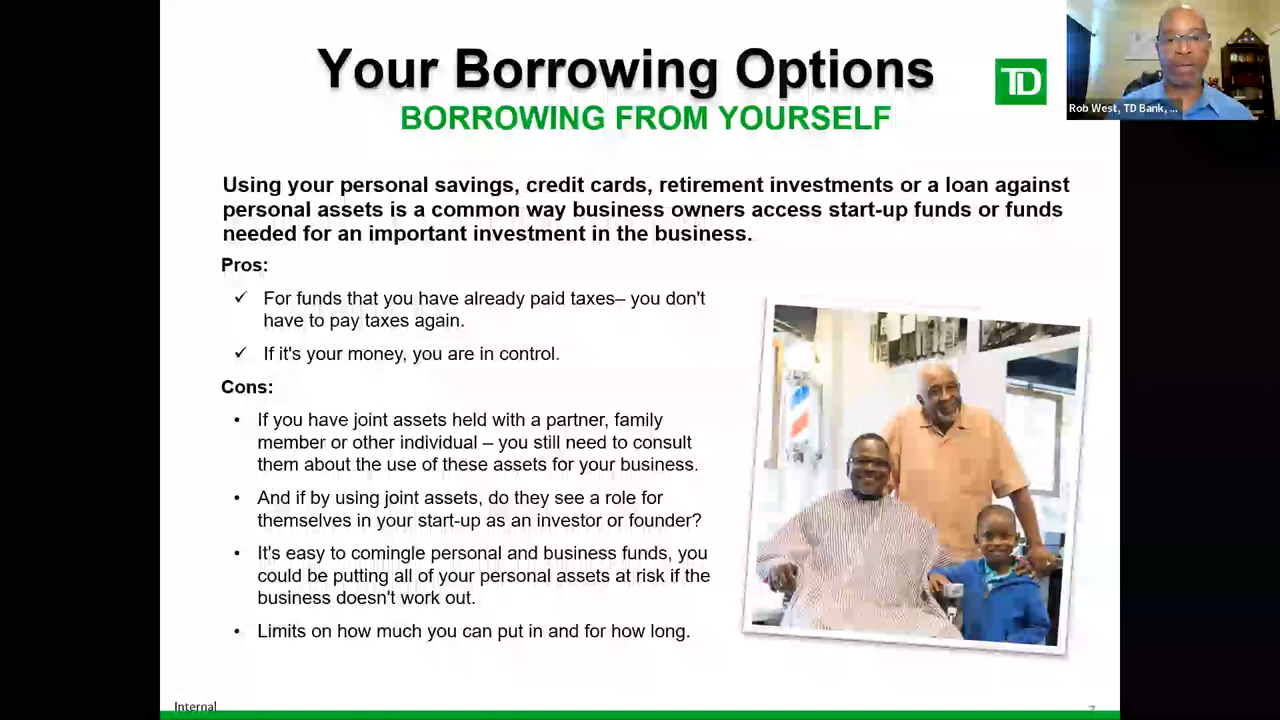 Your Borrowing Options
BORROWING FROM YOURSELF
TD
Rob West, TD Bank, ...
Using your personal savings, credit cards, retirement investments or a loan against
personal assets is a common way business owners access start-up funds or funds
needed for an important investment in the business.
Pros:
✓ For funds that you have already paid taxes– you don't
have to pay taxes again.
✓ If it's your money, you are in control.
Cons:
• If you have joint assets held with a partner, family
member or other individual – you still need to consult
them about the use of these assets for your business.
• And if by using joint assets, do they see a role for
themselves in your start-up as an investor or founder?
• It's easy to comingle personal and business funds, you
could be putting all of your personal assets at risk if the
business doesn't work out.
• Limits on how much you can put in and for how long.
Internal
7